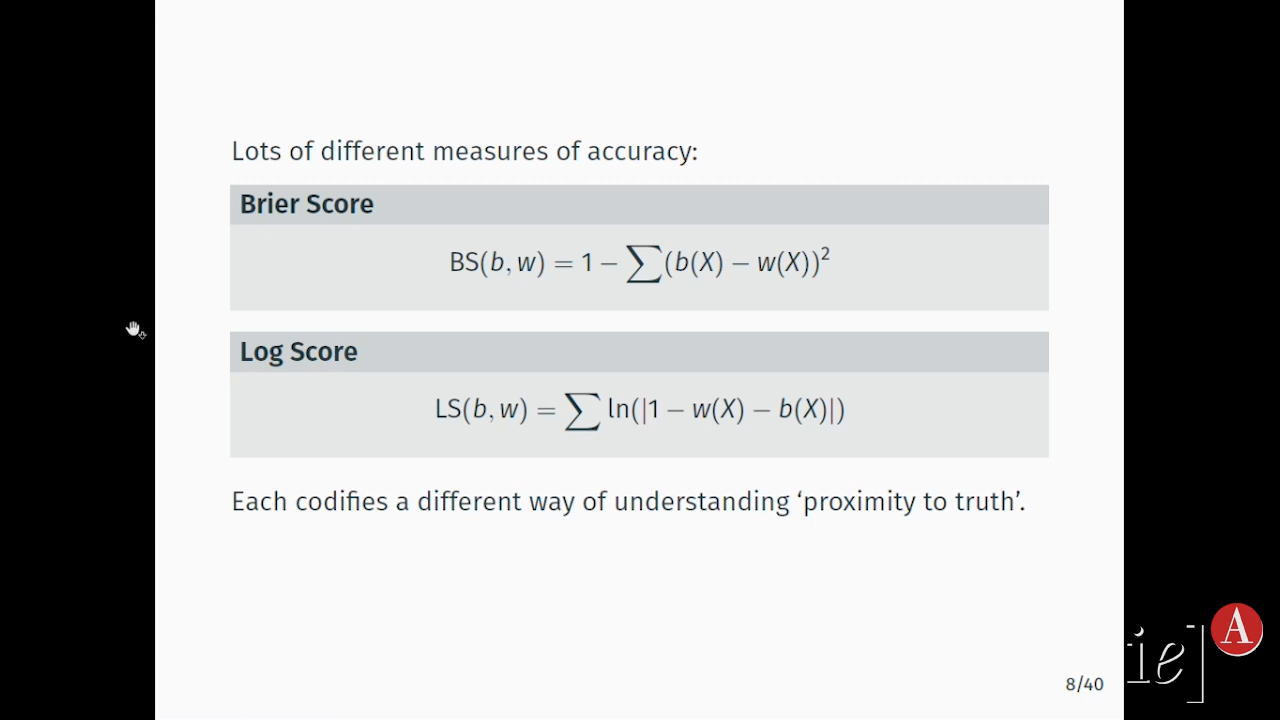 Lots of different measures of accuracy:
Brier Score
BS(b, w) = 1 − ∑(b(X) − w(X))²
Log Score
LS(b, w) = ∑ ln(|1 − w(X) − b(X)|)
Each codifies a different way of understanding ‘proximity to truth’.
8/40
ie]
A